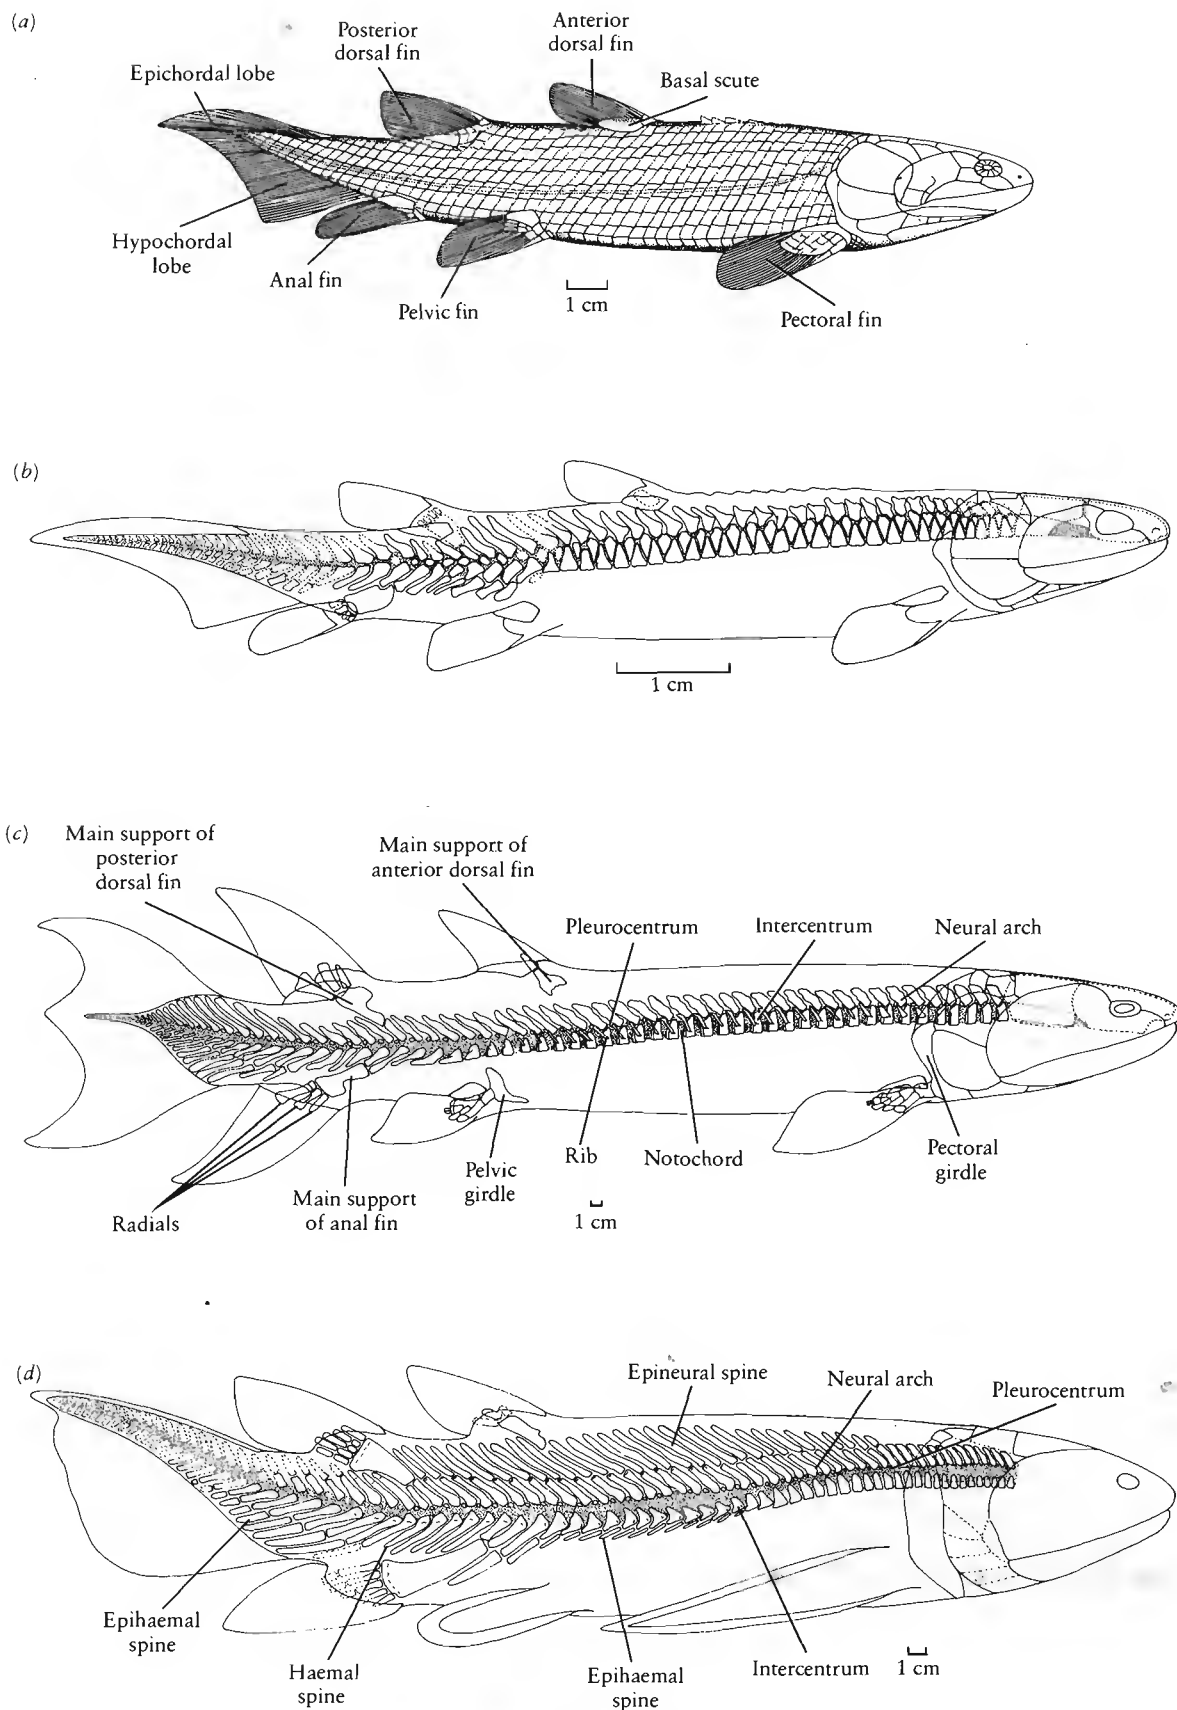 (a)
Posterior
dorsal fin
Anterior
dorsal fin
Epichordal lobe
Basal scute
Hypochordal
lobe
Anal fin
Pelvic fin
1 cm
Pectoral fin
(b)
1 cm
(c)
Main support of
posterior
dorsal fin
Main support of
anterior dorsal fin
Pleurocentrum
Intercentrum
Neural arch
Radials
Main support
of anal fin
Pelvic
girdle
Rib
Notochord
Pectoral
girdle
1 cm
(d)
Epineural spine
Neural arch
Pleurocentrum
Epihaemal
spine
Haemal
spine
Epihaemal
spine
Intercentrum
1 cm